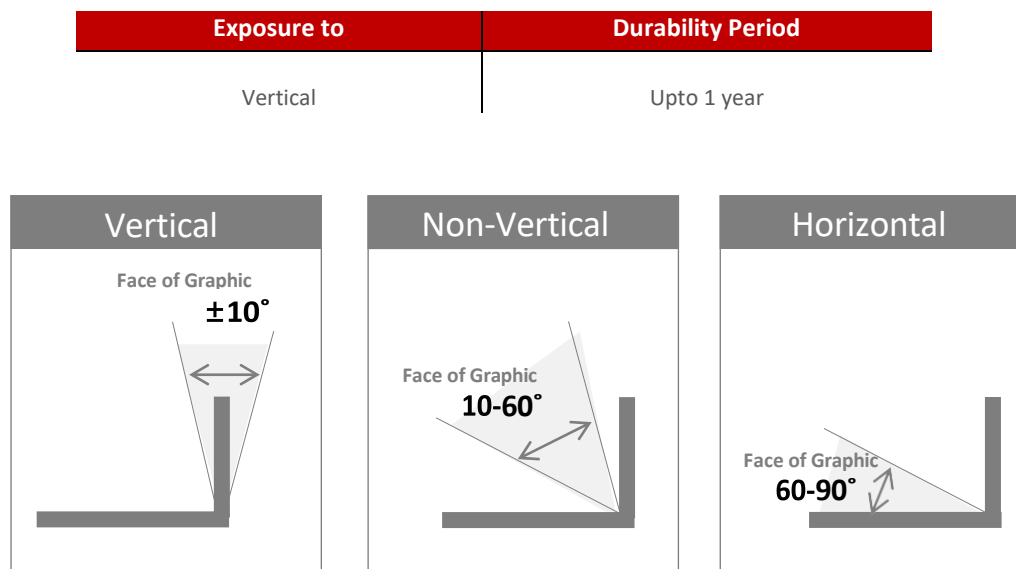 Exposure to Durability Period
Vertical Upto 1 year
Vertical Non-Vertical Horizontal
Face of Graphic
±10°
Face of Graphic
10-60°
Face of Graphic
60-90°